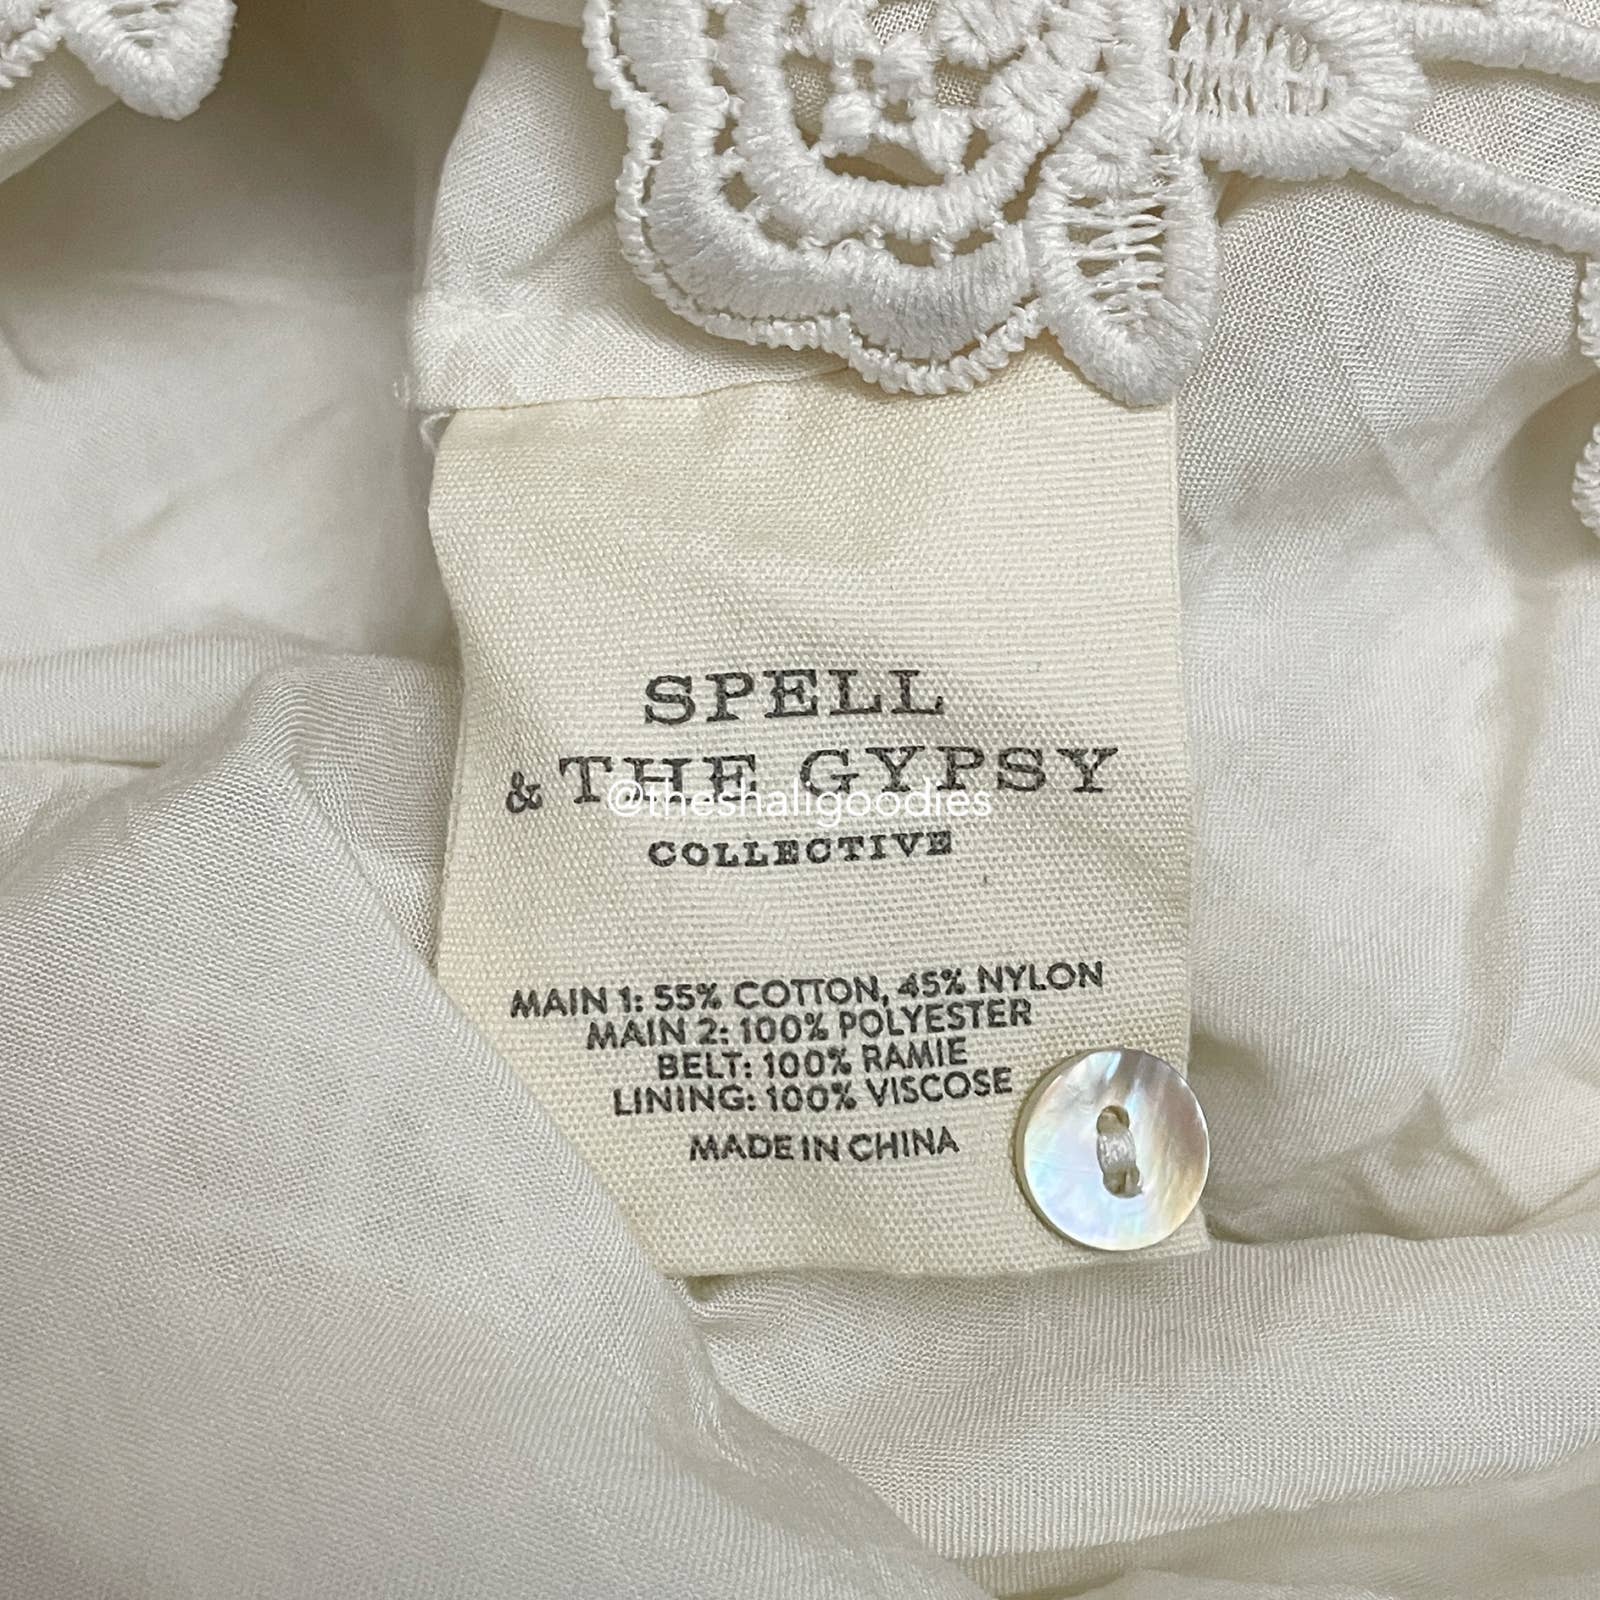 SPELL
& THE GYPSY
@theshaligoodies
COLLECTIVE
MAIN 1: 55% COTTON, 45% NYLON
MAIN 2: 100% POLYESTER
BELT: 100% RAMIE
LINING: 100% VISCOSE
MADE IN CHINA